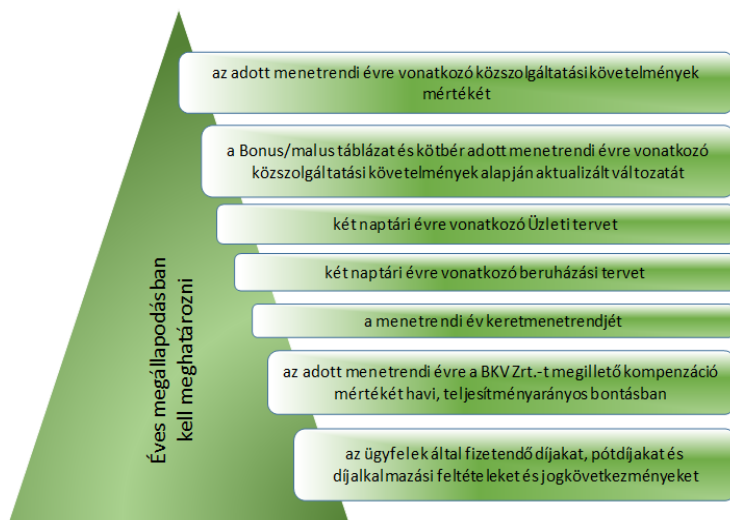 Éves megállapodásban
kell meghatározni
az adott menetrendi évre vonatkozó közszolgáltatási követelmények
mértékét
a Bonus/malus táblázat és kötbér adott menetrendi évre vonatkozó
közszolgáltatási követelmények alapján aktualizált változatát
két naptári évre vonatkozó Üzleti tervet
két naptári évre vonatkozó beruházási tervet
a menetrendi év keretmenetrendjét
az adott menetrendi évre a BKV Zrt.-t megillető kompenzáció
mértékét havi, teljesítményarányos bontásban
az ügyfelek által fizetendő díjakat, pótdíjakat és
díjalkalmazási feltételeket és jogkövetkezményeket